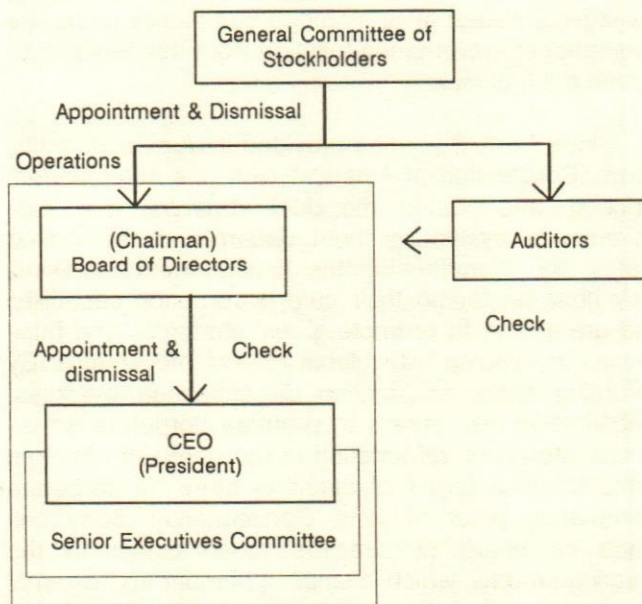 General Committee of
Stockholders
Appointment & Dismissal
Operations
(Chairman)
Board of Directors
Auditors
Check
Appointment &
dismissal
Check
CEO
(President)
Senior Executives Committee